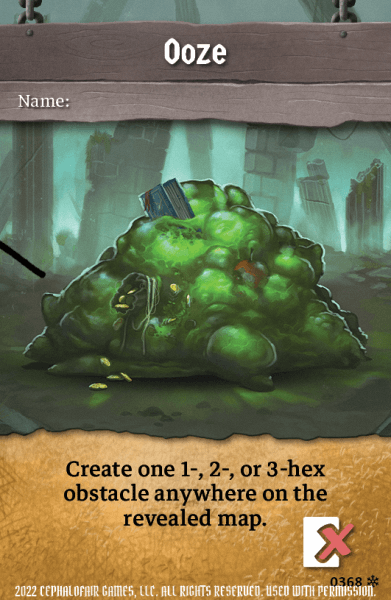 Ooze
Name:
Create one 1-, 2-, or 3-hex
obstacle anywhere on the
revealed map.
0368
2022 CEPHALOFAIR GAMES, LLC. ALL RIGHTS RESERVED. USED WITH PERMISSION.